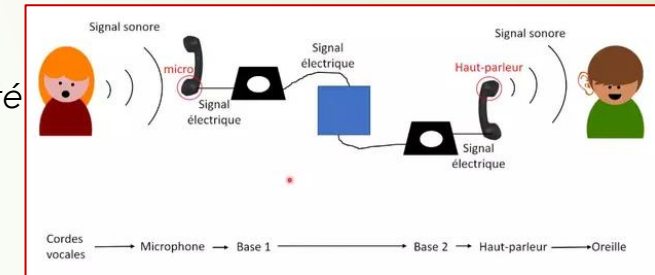 Signal sonore
Signal sonore
Signal
électrique
micro
Haut-parleur
té
Signal
électrique
Signal
électrique
Cordes
vocales
Microphone
Base 1
Base 2
Haut-parleur
Oreille